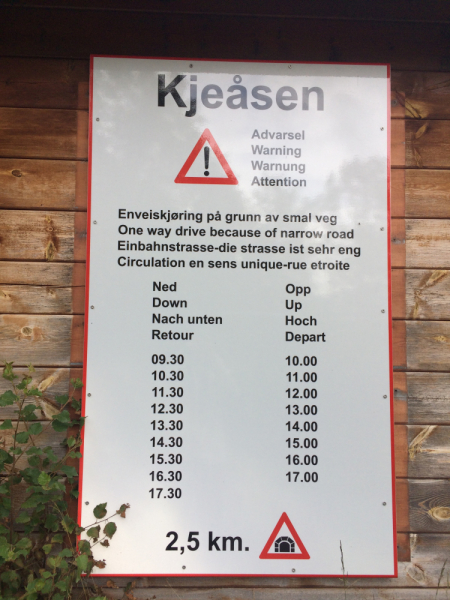 Kjeåsen
Advarsel
Warning
Warnung
Attention
Enveiskjøring på grunn av smal veg
One way drive because of narrow road
Einbahnstrasse-die strasse ist sehr eng
Circulation en sens unique-rue etroite
Ned Opp
Down Up
Nach unten Hoch
Retour Depart
09.30 10.00
10.30 11.00
11.30 12.00
12.30 13.00
13.30 14.00
14.30 15.00
15.30 16.00
16.30 17.00
17.30
2,5 km.